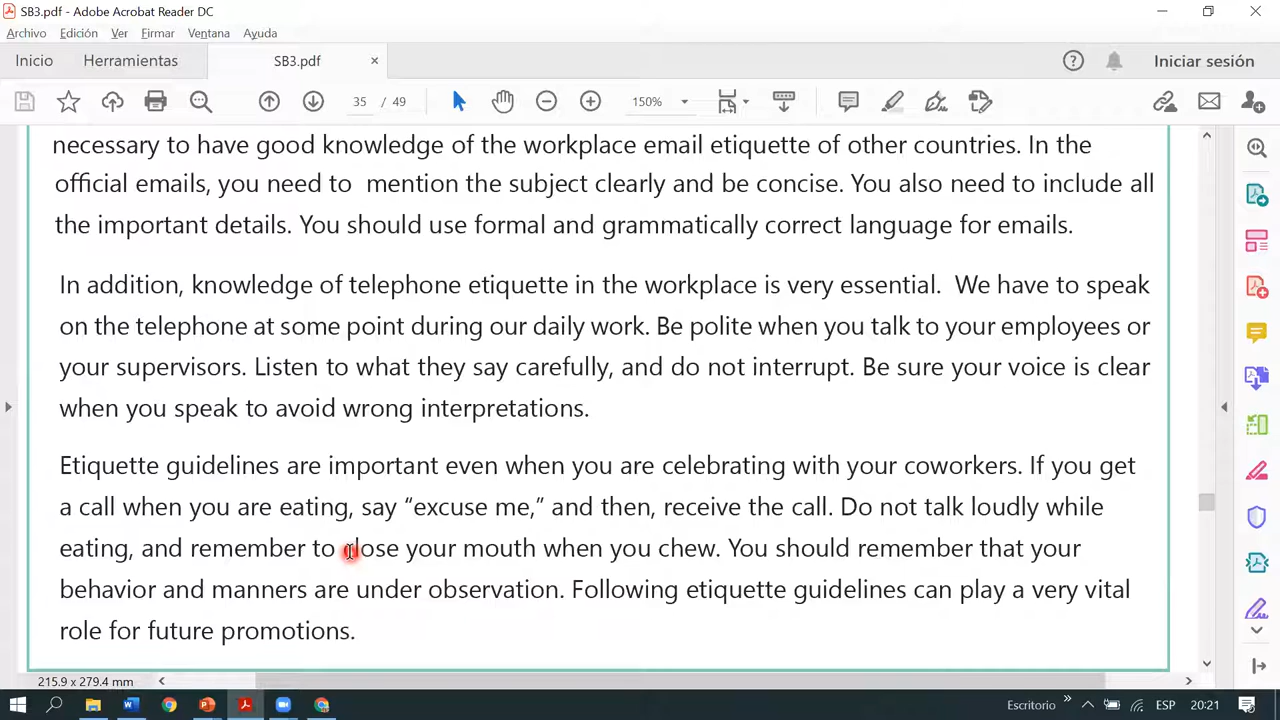 SB3.pdf - Adobe Acrobat Reader DC
Archivo Edición Ver Firmar Ventana Ayuda
Inicio Herramientas SB3.pdf × Iniciar sesión
35 / 49 150%
necessary to have good knowledge of the workplace email etiquette of other countries. In the
official emails, you need to mention the subject clearly and be concise. You also need to include all
the important details. You should use formal and grammatically correct language for emails.
In addition, knowledge of telephone etiquette in the workplace is very essential. We have to speak
on the telephone at some point during our daily work. Be polite when you talk to your employees or
your supervisors. Listen to what they say carefully, and do not interrupt. Be sure your voice is clear
when you speak to avoid wrong interpretations.
Etiquette guidelines are important even when you are celebrating with your coworkers. If you get
a call when you are eating, say “excuse me,” and then, receive the call. Do not talk loudly while
eating, and remember to close your mouth when you chew. You should remember that your
behavior and manners are under observation. Following etiquette guidelines can play a very vital
role for future promotions.
215.9 x 279.4 mm
Escritorio » ESP 20:21